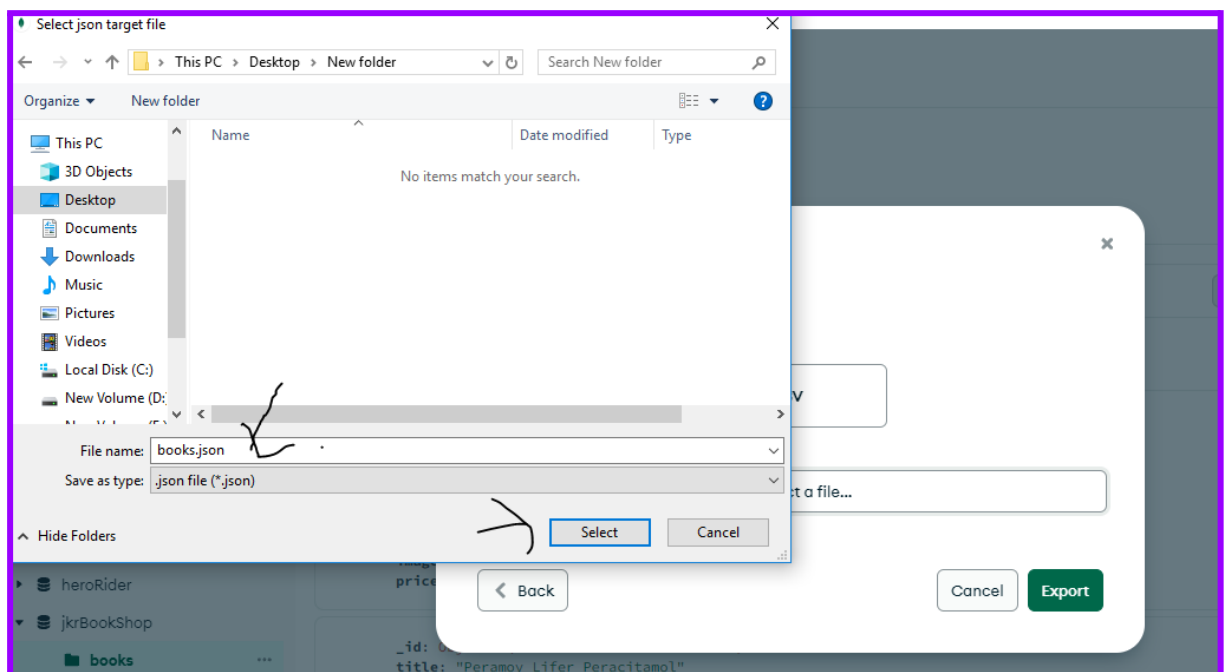 Select json target file
This PC > Desktop > New folder
Search New folder
Organize
New folder
This PC
3D Objects
Desktop
Documents
Downloads
Music
Pictures
Videos
Local Disk (C:)
New Volume (D:
Name
Date modified
Type
No items match your search.
File name:
books.json
Save as type:
.json file (*.json)
Hide Folders
Select
Cancel
a file...
Back
Cancel
Export
heroRider
jkrBookShop
books
price
_id:
title: "Peramoy Lifer Peracitamol"